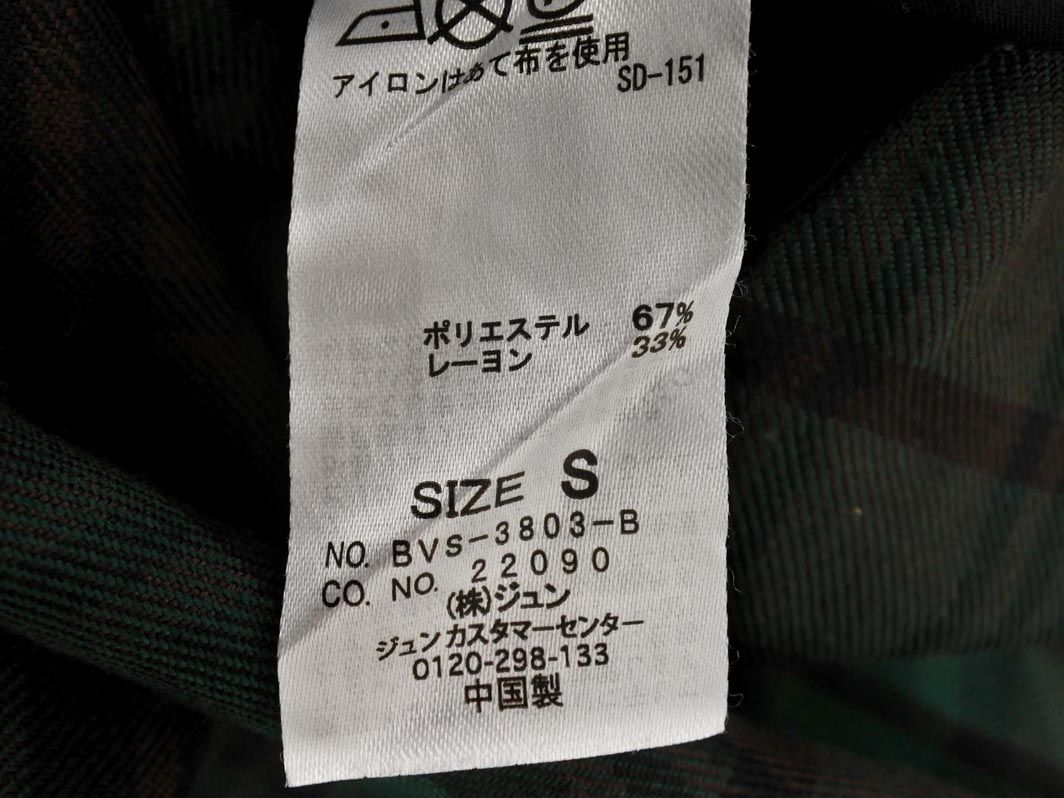 アイロンはあて布を使用
SD-151
ポリエステル 67%
レーヨン 33%
SIZE S
NO. BVS-3803-B
CO. NO. 22090
(株)ジュン
ジュンカスタマーセンター
0120-298-133
中国製